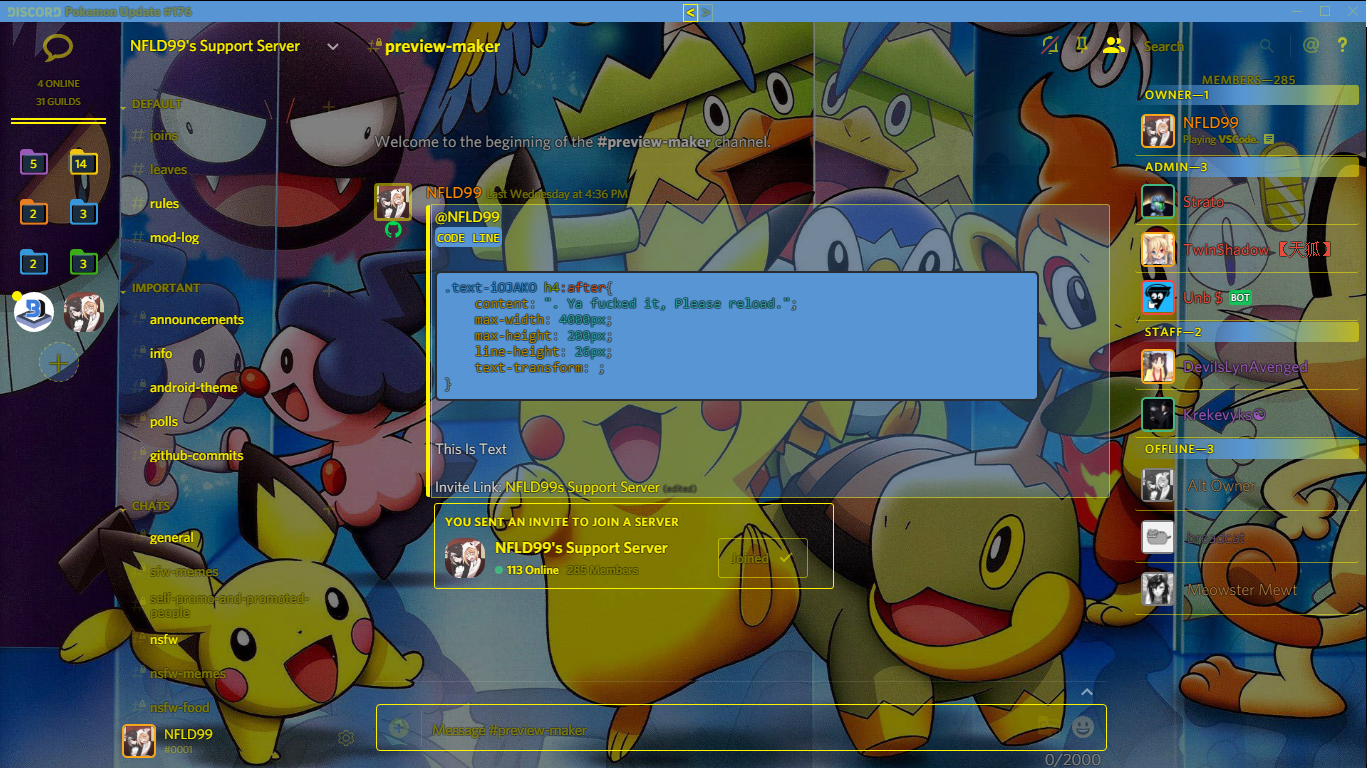 DISCORD Pokemon Update #176
< >
4 ONLINE
31 GUILDS
5
14
2
3
2
3
NFLD99's Support Server
DEFAULT
# joins
# leaves
# rules
# mod-log
IMPORTANT
announcements
info
android-theme
polls
github-commits
CHATS
general
sfw-memes
self-promo-and-promoted-
people
nsfw
nsfw-memes
nsfw-food
NFLD99
#0001
#preview-maker
Search
@ ?
Welcome to the beginning of the #preview-maker channel.
NFLD99 Last Wednesday at 4:36 PM
@NFLD99
CODE LINE
.text-iOJAKO h4:after{
content: ". Ya fucked it, Please reload.";
max-width: 4000px;
max-height: 200px;
line-height: 26px;
text-transform: ;
}
This Is Text
Invite Link: NFLD99s Support Server (edited)
YOU SENT AN INVITE TO JOIN A SERVER
NFLD99's Support Server
113 Online 285 Members
Joined
Message #preview-maker
0/2000
MEMBERS—285
OWNER—1
NFLD99
Playing VSCode.
ADMIN—3
Strato
TwinShadow【天狐】
Unb $ BOT
STAFF—2
DevilsLynAvenged
Krekevyks☯
OFFLINE—3
Alt Owner
breadcat
Meowster Mewt